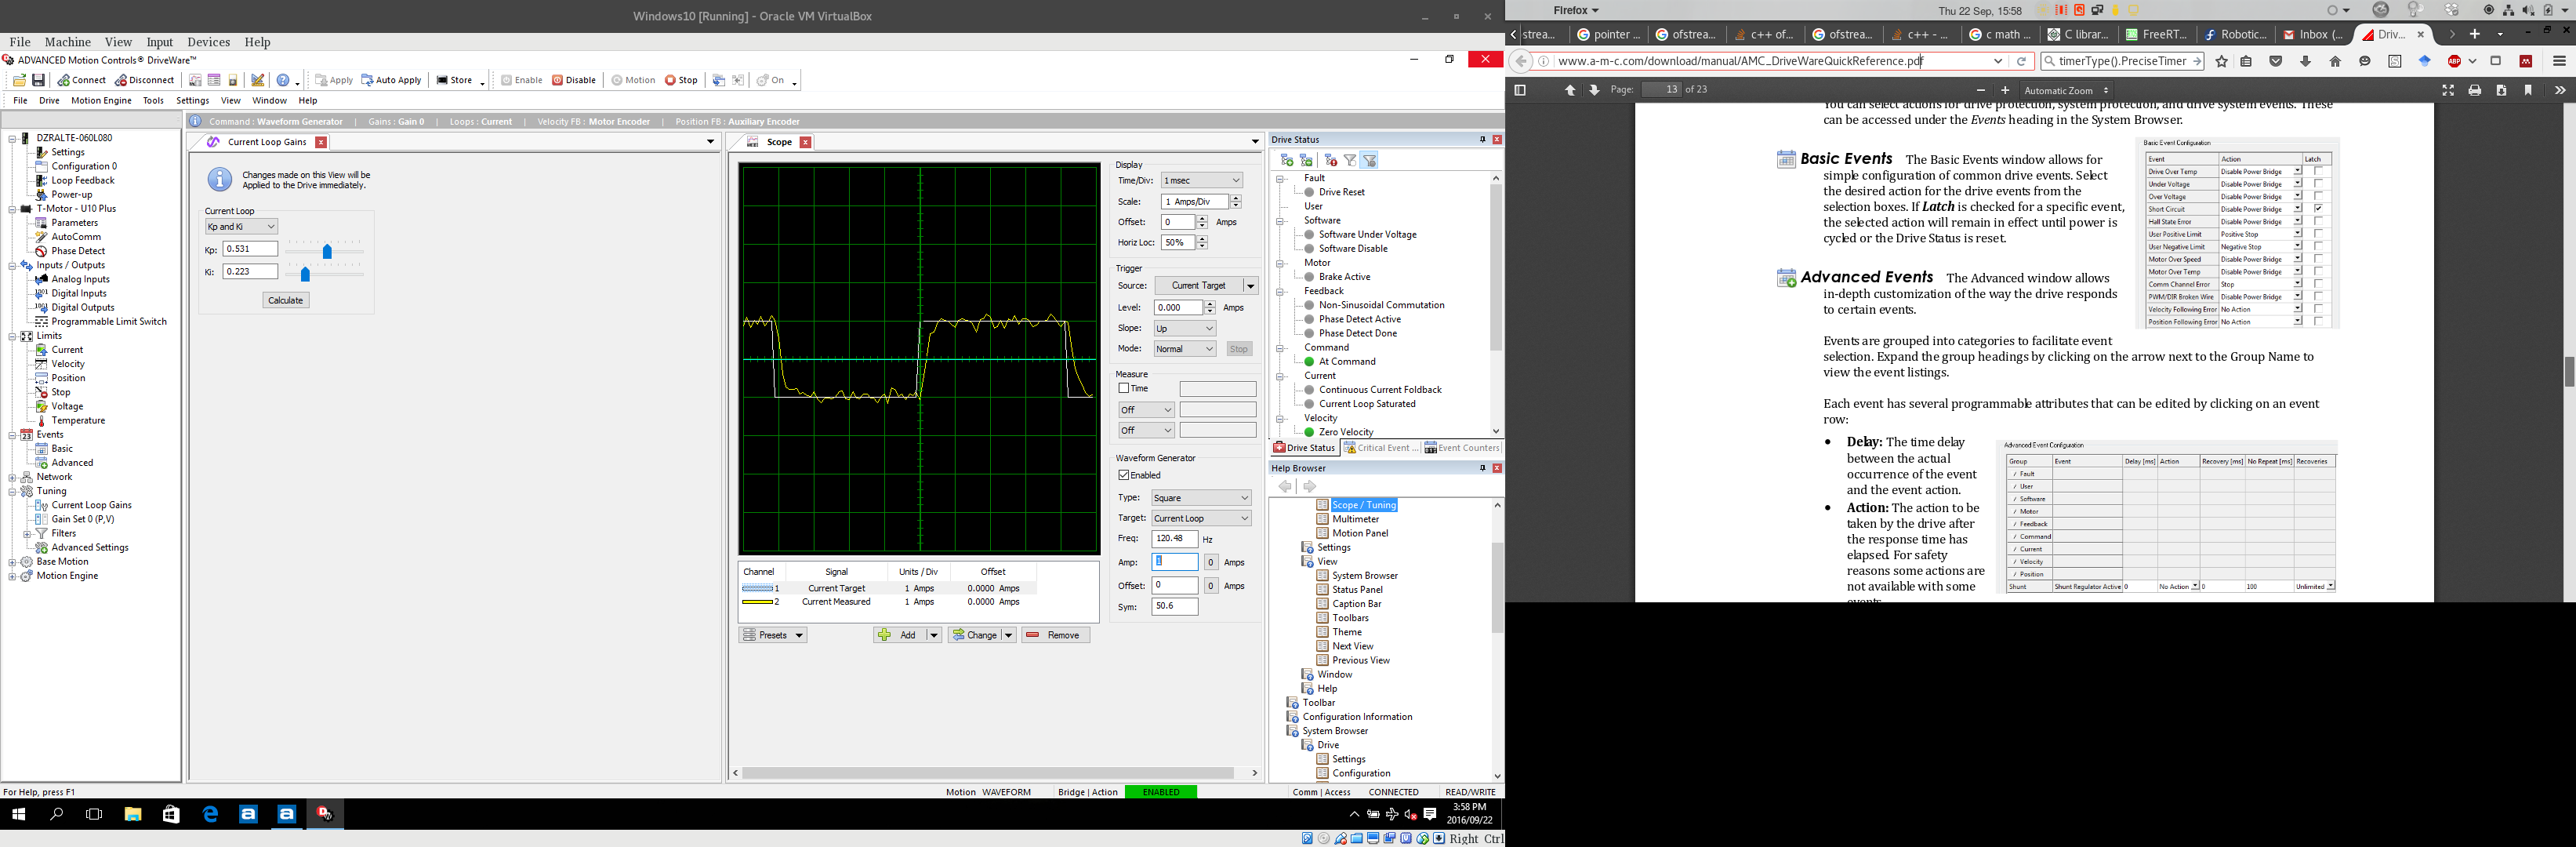 Windows10 [Running] - Oracle VM VirtualBox
File Machine View Input Devices Help
ADVANCED Motion Controls® DriveWare™
Connect Disconnect Apply Auto Apply Store Enable Disable Motion Stop On
File Drive Motion Engine Tools Settings View Window Help
Command : Waveform Generator | Gains : Gain 0 | Loops : Current | Velocity FB : Motor Encoder | Position FB : Auxiliary Encoder
DZRALTE-060L080
Settings
Configuration 0
Loop Feedback
Power-up
T-Motor - U10 Plus
Parameters
AutoComm
Phase Detect
Inputs / Outputs
Analog Inputs
Digital Inputs
Digital Outputs
Programmable Limit Switch
Limits
Current
Velocity
Position
Stop
Voltage
Temperature
Events
Basic
Advanced
Network
Tuning
Current Loop Gains
Gain Set 0 (P,V)
Filters
Advanced Settings
Base Motion
Motion Engine
Current Loop Gains
Changes made on this View will be
Applied to the Drive immediately.
Current Loop
Kp and Ki
Kp: 0.531
Ki: 0.223
Calculate
Scope
Display
Time/Div: 1 msec
Scale: 1 Amps/Div
Offset: 0 Amps
Horiz Loc: 50%
Trigger
Source: Current Target
Level: 0.000 Amps
Slope: Up
Mode: Normal Stop
Measure
Time
Off
Off
Waveform Generator
Enabled
Type: Square
Target: Current Loop
Freq: 120.48 Hz
Amp: 1 0 Amps
Offset: 0 0 Amps
Sym: 50.6
Channel Signal Units / Div Offset
1 Current Target 1 Amps 0.0000 Amps
2 Current Measured 1 Amps 0.0000 Amps
Presets Add Change Remove
Drive Status
Fault
Drive Reset
User
Software
Software Under Voltage
Software Disable
Motor
Brake Active
Feedback
Non-Sinusoidal Commutation
Phase Detect Active
Phase Detect Done
Command
At Command
Current
Continuous Current Foldback
Current Loop Saturated
Velocity
Zero Velocity
Drive Status Critical Event ... Event Counters
Help Browser
Scope / Tuning
Multimeter
Motion Panel
Settings
View
System Browser
Status Panel
Caption Bar
Toolbars
Theme
Next View
Previous View
Window
Help
Toolbar
Configuration Information
System Browser
Drive
Settings
Configuration
For Help, press F1
Motion WAVEFORM Bridge | Action ENABLED Comm | Access CONNECTED READ/WRITE
3:58 PM
2016/09/22
Right Ctrl
Firefox Thu 22 Sep, 15:58
strea... pointer ... ofstrea... c++ of... ofstrea... c++ - ... c math ... C librar... FreeRT... Robotic... Inbox (... Driv...
www.a-m-c.com/download/manual/AMC_DriveWareQuickReference.pdf timerType().PreciseTimer
Page: 13 of 23 Automatic Zoom
You can select actions for drive protection, system protection, and drive system events. These
can be accessed under the Events heading in the System Browser.
Basic Events The Basic Events window allows for
simple configuration of common drive events. Select
the desired action for the drive events from the
selection boxes. If Latch is checked for a specific event,
the selected action will remain in effect until power is
cycled or the Drive Status is reset.
Basic Event Configuration
Event Action Latch
Drive Over Temp Disable Power Bridge
Under Voltage Disable Power Bridge
Over Voltage Disable Power Bridge
Short Circuit Disable Power Bridge
Hall State Error Disable Power Bridge
User Positive Limit Positive Stop
User Negative Limit Negative Stop
Motor Over Speed Disable Power Bridge
Motor Over Temp Disable Power Bridge
Comm Channel Error Stop
PWM/DIR Broken Wire Disable Power Bridge
Velocity Following Error No Action
Position Following Error No Action
Advanced Events The Advanced window allows
in-depth customization of the way the drive responds
to certain events.
Events are grouped into categories to facilitate event
selection. Expand the group headings by clicking on the arrow next to the Group Name to
view the event listings.
Each event has several programmable attributes that can be edited by clicking on an event
row:
• Delay: The time delay
between the actual
occurrence of the event
and the event action.
• Action: The action to be
taken by the drive after
the response time has
elapsed. For safety
reasons some actions are
not available with some
events.
Advanced Event Configuration
Group Event Delay [ms] Action Recovery [ms] No Repeat [ms] Recoveries
/ Fault
/ User
/ Software
/ Motor
/ Feedback
/ Command
/ Current
/ Velocity
/ Position
Shunt Shunt Regulator Active 0 No Action 0 100 Unlimited